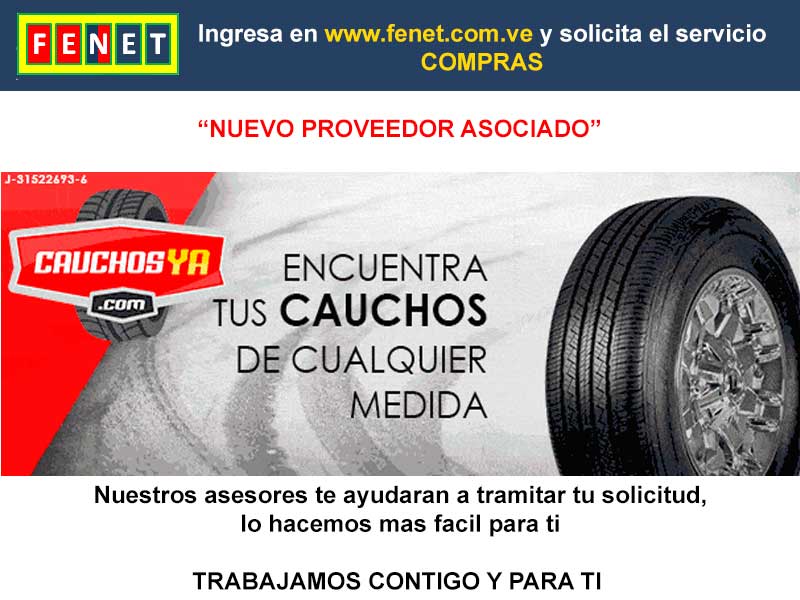 FENET
Ingresa en www.fenet.com.ve y solicita el servicio
COMPRAS
“NUEVO PROVEEDOR ASOCIADO”
J-31522693-6
CAUCHOSYA
.com
ENCUENTRA
TUS CAUCHOS
DE CUALQUIER
MEDIDA
Nuestros asesores te ayudaran a tramitar tu solicitud,
lo hacemos mas facil para ti
TRABAJAMOS CONTIGO Y PARA TI